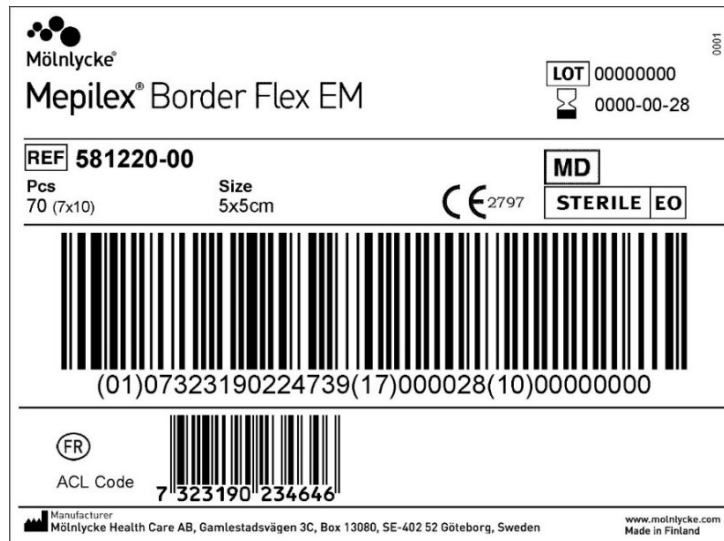 Mölnlycke®
Mepilex® Border Flex EM
0001
LOT 00000000
0000-00-28
REF 581220-00
Pcs
70 (7x10)
Size
5x5cm
CE 2797
MD
STERILE EO
(01)07323190224739(17)000028(10)00000000
FR
ACL Code
7 323190 234646
Manufacturer
Mölnlycke Health Care AB, Gamlestadsvägen 3C, Box 13080, SE-402 52 Göteborg, Sweden
www.molnlycke.com
Made in Finland